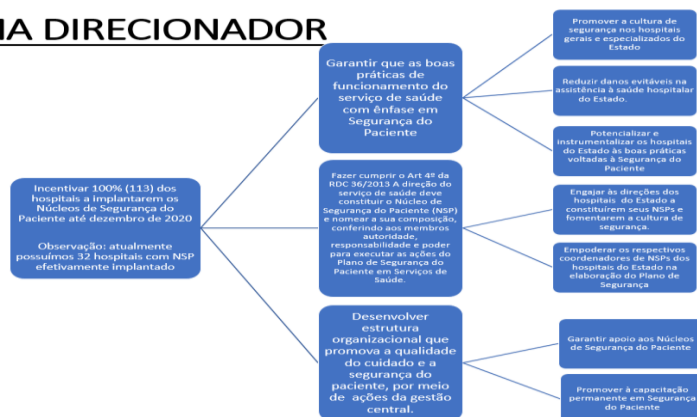 MA DIRECIONADOR
Incentivar 100% (113) dos
hospitais a implantarem os
Núcleos de Segurança do
Paciente até dezembro de 2020
Observação: atualmente
possuímos 32 hospitais com NSP
efetivamente implantado
Garantir que as boas
práticas de
funcionamento do
serviço de saúde
com ênfase em
Segurança do
Paciente
Promover a cultura de
segurança nos hospitais
gerais e especializados do
Estado
Reduzir danos evitáveis na
assistência à saúde hospitalar
do Estado.
Potencializar e
instrumentalizar os hospitais
do Estado às boas práticas
voltadas à Segurança do
Paciente
Fazer cumprir o Art 4º da
RDC 36/2013 A direção do
serviço de saúde deve
constituir o Núcleo de
Segurança do Paciente (NSP)
e nomear a sua composição,
conferindo aos membros
autoridade,
responsabilidade e poder
para executar as ações do
Plano de Segurança do
Paciente em Serviços de
Saúde.
Engajar às direções dos
hospitais do Estado a
constituírem seus NSPs e
fomentarem a cultura de
segurança.
Empoderar os respectivos
coordenadores de NSPs dos
hospitais do Estado na
elaboração do Plano de
Segurança
Desenvolver
estrutura
organizacional que
promova a qualidade
do cuidado e a
segurança do
paciente, por meio
de ações da gestão
central.
Garantir apoio aos Núcleos
de Segurança do Paciente
Promover à capacitação
permanente em Segurança
do Paciente